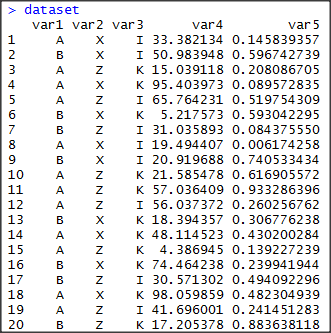 > dataset
var1 var2 var3 var4 var5
1 A X I 33.382134 0.145839357
2 B X I 50.983948 0.596742739
3 A Z K 15.039118 0.208086705
4 A X K 95.403973 0.089572835
5 A Z I 65.764231 0.519754309
6 B X K 5.217573 0.593042295
7 B Z I 31.035893 0.084375550
8 A X I 19.494407 0.006174258
9 B X I 20.919688 0.740533434
10 A Z K 21.585478 0.616905572
11 A Z K 57.036409 0.933286396
12 A Z I 56.037372 0.260256762
13 B X K 18.394357 0.306776238
14 A X K 48.114523 0.430200284
15 A Z K 4.386945 0.139227239
16 B X K 74.464238 0.239941944
17 B Z I 30.571302 0.494092296
18 A X K 98.059859 0.482304939
19 A Z I 41.696001 0.241451283
20 B Z K 17.205378 0.883638118